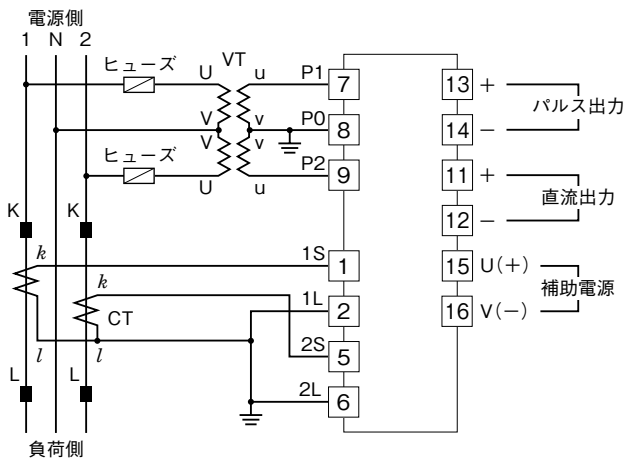 電源側
1 N 2
ヒューズ
VT
U u P1 7 13 + パルス出力
V v P0 8 14 −
V v
ヒューズ
U u P2 9 11 + 直流出力
12 −
K K
k 1S 1 15 U(+) 補助電源
k 1L 2 16 V(−)
CT
l l 2S 5
L L 2L 6
負荷側